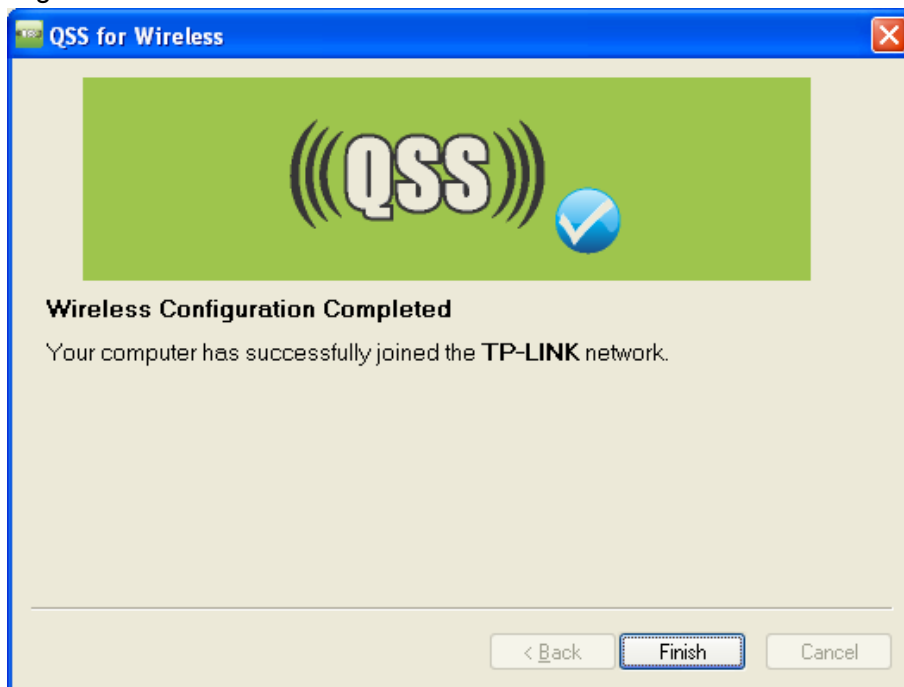 QSS for Wireless
(((QSS)))
Wireless Configuration Completed
Your computer has successfully joined the TP-LINK network.
< Back Finish Cancel